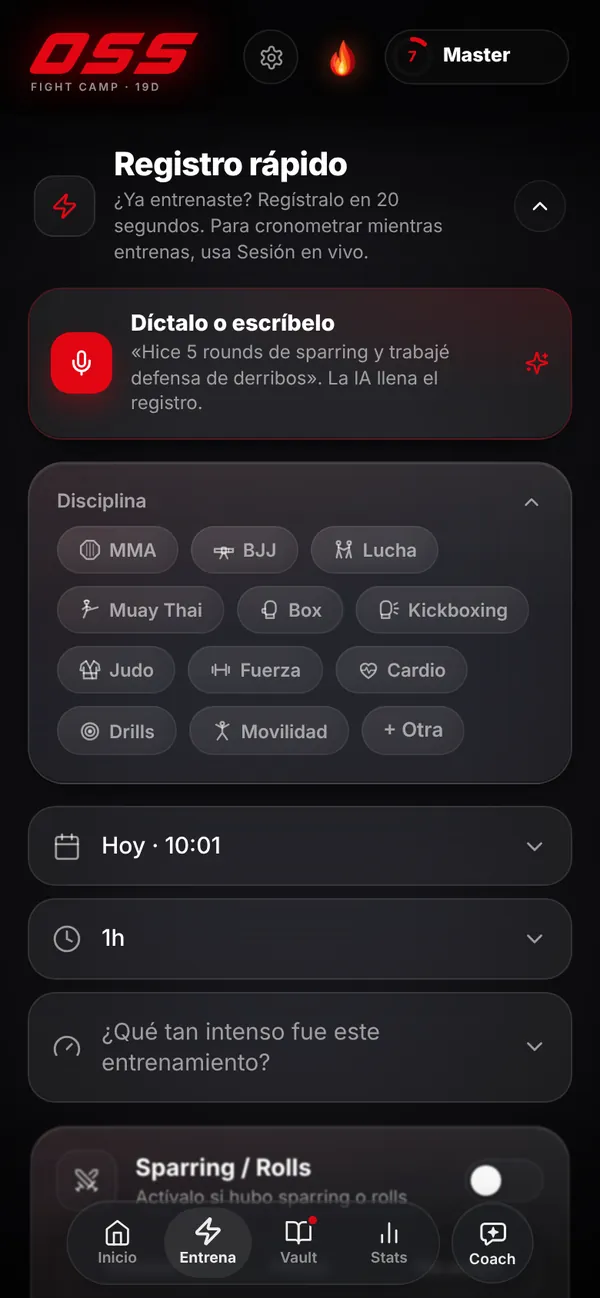 OSS
FIGHT CAMP · 19D
7
Master
Registro rápido
¿Ya entrenaste? Regístralo en 20
segundos. Para cronometrar mientras
entrenas, usa Sesión en vivo.
Díctalo o escríbelo
«Hice 5 rounds de sparring y trabajé
defensa de derribos». La IA llena el
registro.
Disciplina
MMA
BJJ
Lucha
Muay Thai
Box
Kickboxing
Judo
Fuerza
Cardio
Drills
Movilidad
+ Otra
Hoy · 10:01
1h
¿Qué tan intenso fue este
entrenamiento?
Sparring / Rolls
Actívalo si hubo sparring o rolls
Inicio
Entrena
Vault
Stats
Coach